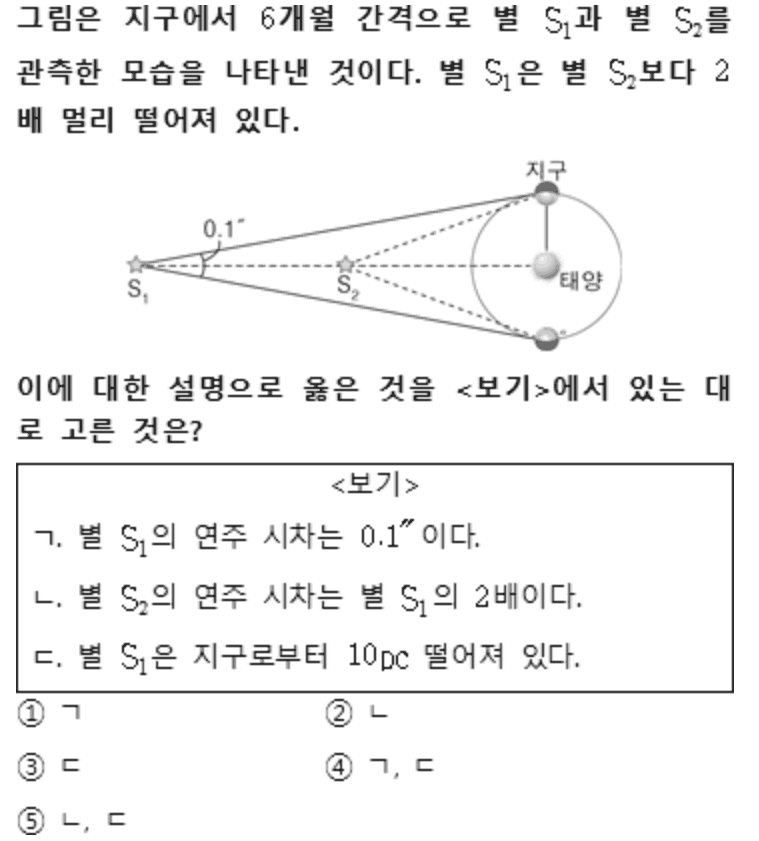 그림은 지구에서 6개월 간격으로 별 S₁과 별 S₂를
관측한 모습을 나타낸 것이다. 별 S₁은 별 S₂보다 2
배 멀리 떨어져 있다.
지구
0.1″
S₁
S₂
태양
이에 대한 설명으로 옳은 것을 <보기>에서 있는 대
로 고른 것은?
<보기>
ㄱ. 별 S₁의 연주 시차는 0.1″이다.
ㄴ. 별 S₂의 연주 시차는 별 S₁의 2배이다.
ㄷ. 별 S₁은 지구로부터 10pc 떨어져 있다.
① ㄱ ② ㄴ
③ ㄷ ④ ㄱ, ㄷ
⑤ ㄴ, ㄷ